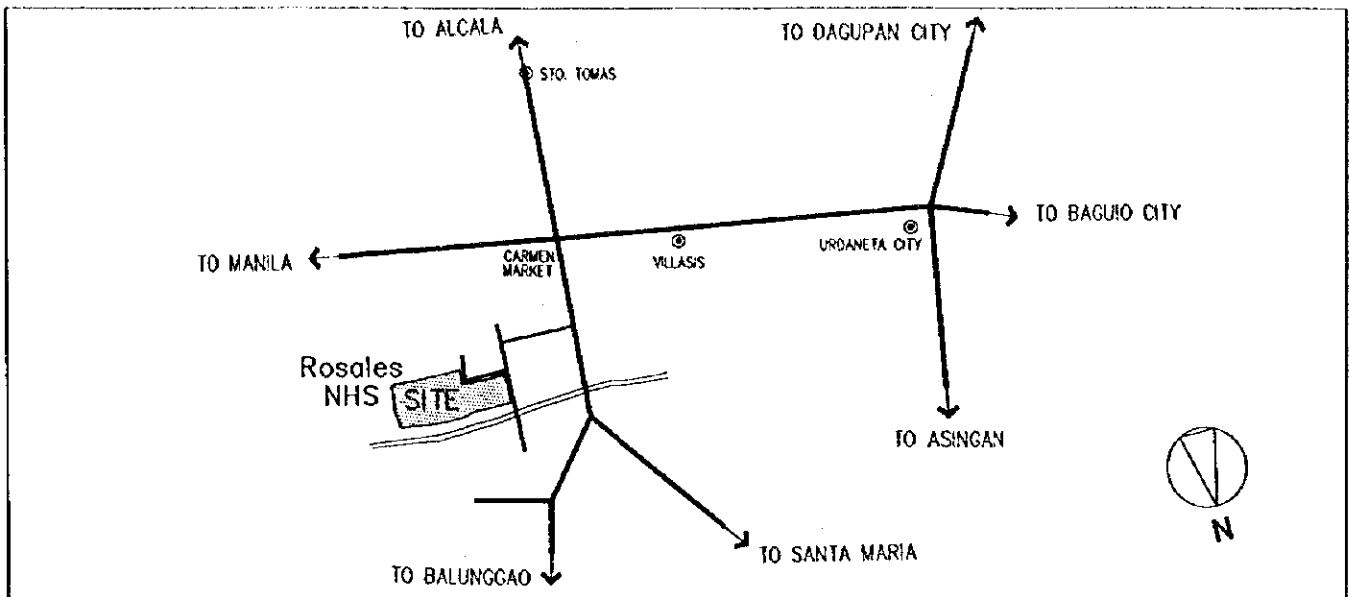 TO ALCALA
TO DAGUPAN CITY
STO. TOMAS
TO BAGUIO CITY
URDANETA CITY
TO MANILA
CARMEN
MARKET
VILLASIS
Rosales
NHS
SITE
TO ASINGAN
N
TO SANTA MARIA
TO BALUNGCAO